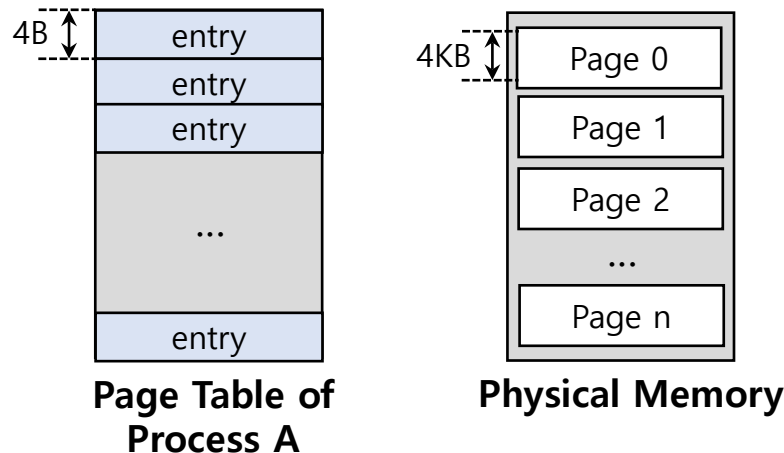 4B
entry
entry
entry
...
entry
Page Table of
Process A
4KB
Page 0
Page 1
Page 2
...
Page n
Physical Memory